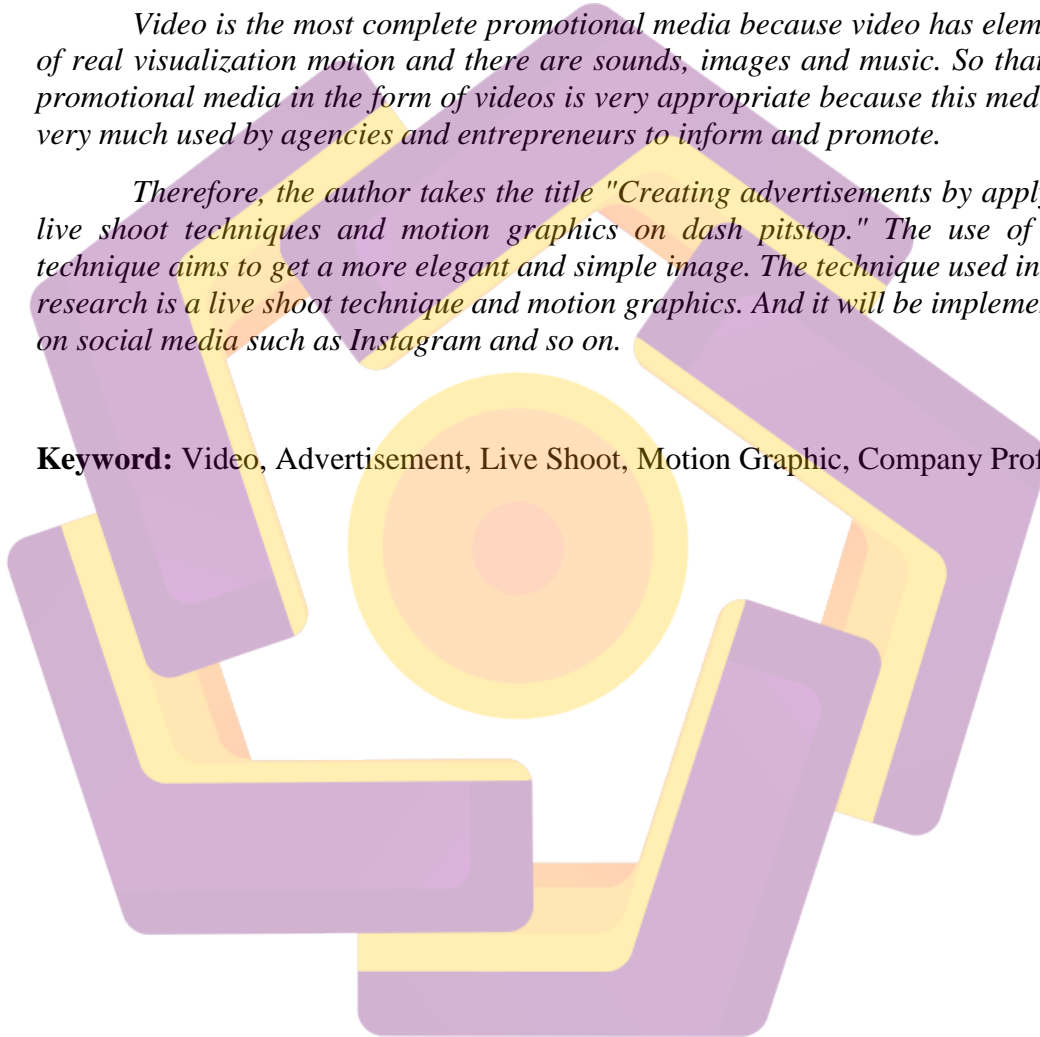 Video is the most complete promotional media because video has elem
of real visualization motion and there are sounds, images and music. So that
promotional media in the form of videos is very appropriate because this med
very much used by agencies and entrepreneurs to inform and promote.
Therefore, the author takes the title "Creating advertisements by apply
live shoot techniques and motion graphics on dash pitstop." The use of
technique aims to get a more elegant and simple image. The technique used in
research is a live shoot technique and motion graphics. And it will be implemen
on social media such as Instagram and so on.
Keyword: Video, Advertisement, Live Shoot, Motion Graphic, Company Prof